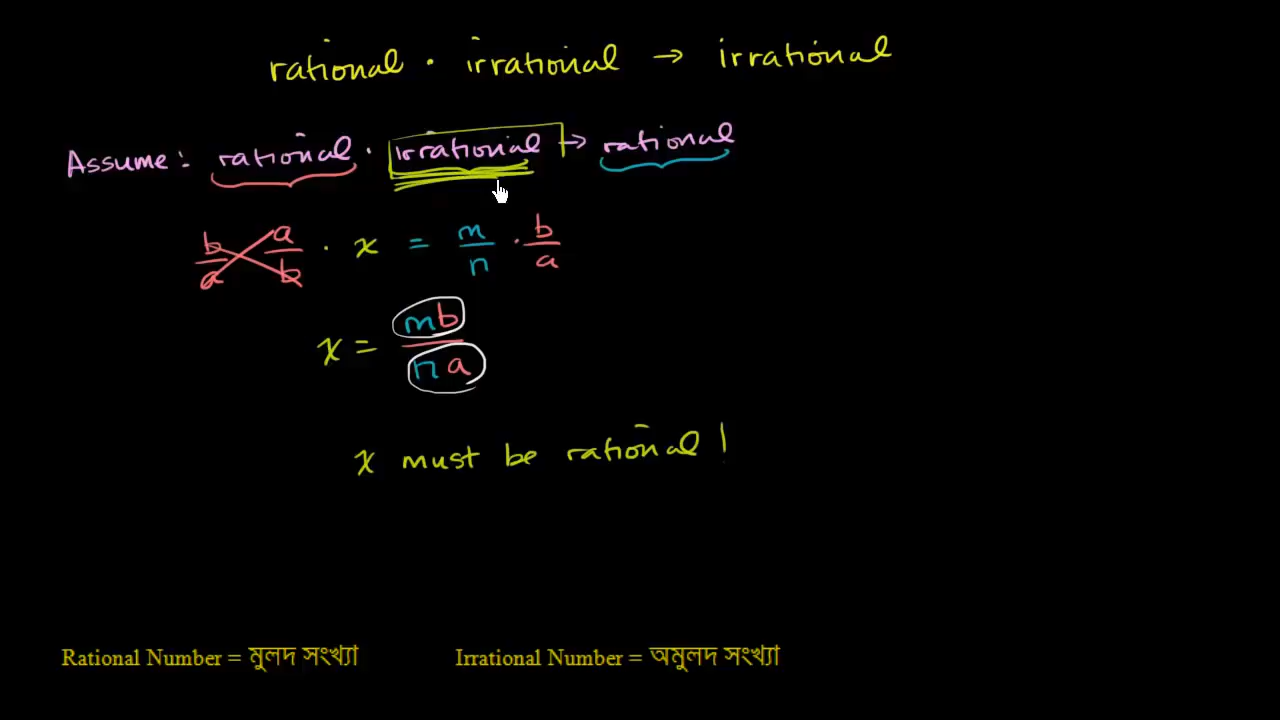 rational · irrational → irrational
Assume: rational · irrational → rational
b/a a/b · x = m/n · b/a
x = mb/na
x must be rational!
Rational Number = মুলদ সংখ্যা Irrational Number = অমুলদ সংখ্যা